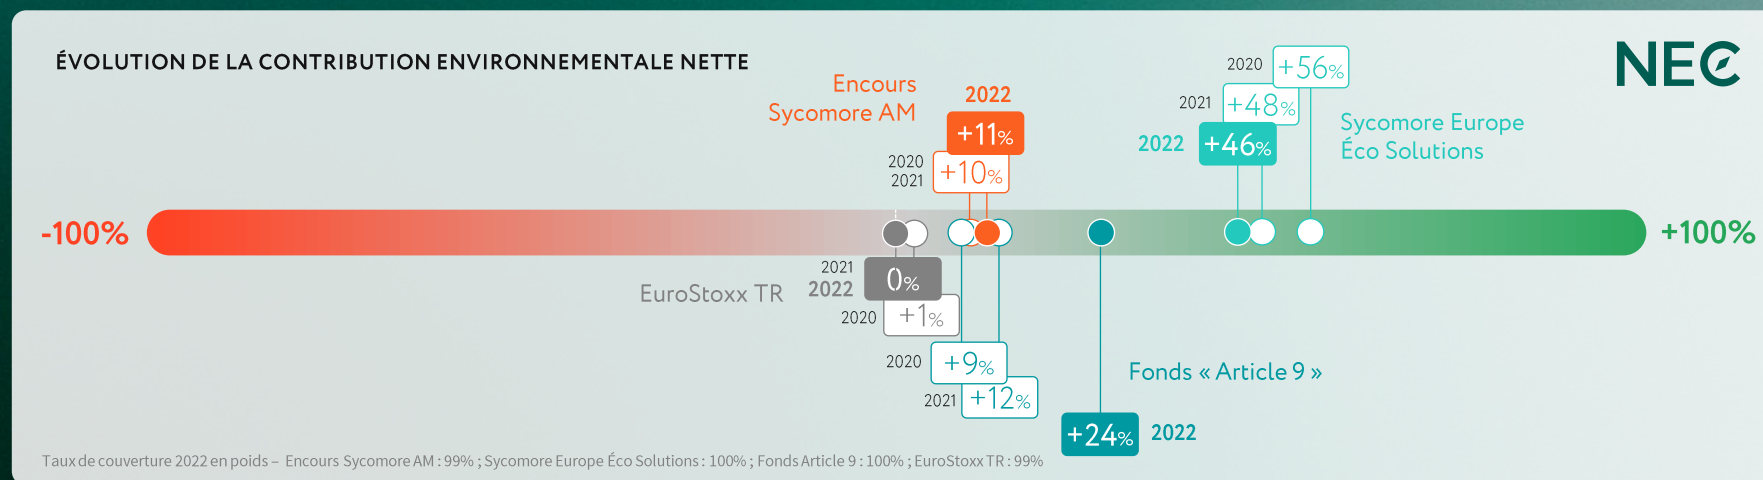 ÉVOLUTION DE LA CONTRIBUTION ENVIRONNEMENTALE NETTE
NEC
Encours
Sycomore AM
2022
+11%
2020
2021
+10%
2020
+56%
2021
+48%
2022
+46%
Sycomore Europe
Éco Solutions
-100%
+100%
EuroStoxx TR
2021
2022
0%
2020
+1%
2020
+9%
2021
+12%
Fonds « Article 9 »
+24%
2022
Taux de couverture 2022 en poids – Encours Sycomore AM : 99% ; Sycomore Europe Éco Solutions : 100% ; Fonds Article 9 : 100% ; EuroStoxx TR : 99%